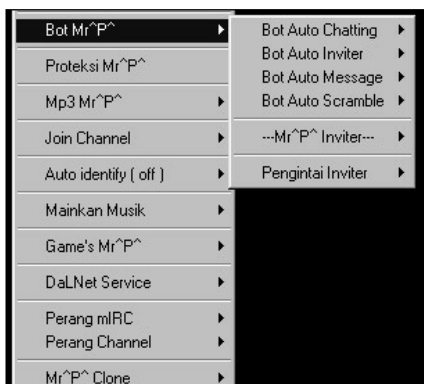 Bot Mr^P^
Proteksi Mr^P^
Mp3 Mr^P^
Join Channel
Auto identify ( off )
Mainkan Musik
Game's Mr^P^
DaLNet Service
Perang mIRC
Perang Channel
Mr^P^ Clone
Bot Auto Chatting
Bot Auto Inviter
Bot Auto Message
Bot Auto Scramble
---Mr^P^ Inviter---
Pengintai Inviter